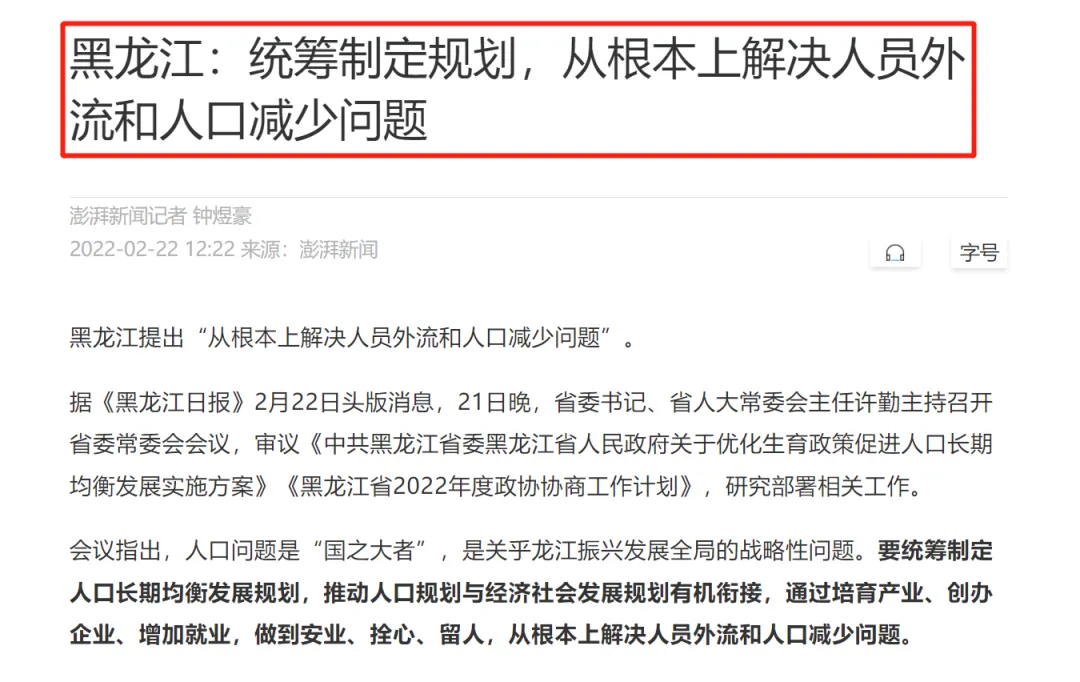 黑龙江：统筹制定规划，从根本上解决人员外
流和人口减少问题
澎湃新闻记者 钟煜豪
2022-02-22 12:22 来源：澎湃新闻
字号
黑龙江提出“从根本上解决人员外流和人口减少问题”。
据《黑龙江日报》2月22日头版消息，21日晚，省委书记、省人大常委会主任许勤主持召开
省委常委会会议，审议《中共黑龙江省委黑龙江省人民政府关于优化生育政策促进人口长期
均衡发展实施方案》《黑龙江省2022年度政协协商工作计划》，研究部署相关工作。
会议指出，人口问题是“国之大者”，是关乎龙江振兴发展全局的战略性问题。要统筹制定
人口长期均衡发展规划，推动人口规划与经济社会发展规划有机衔接，通过培育产业、创办
企业、增加就业，做到安业、拴心、留人，从根本上解决人员外流和人口减少问题。